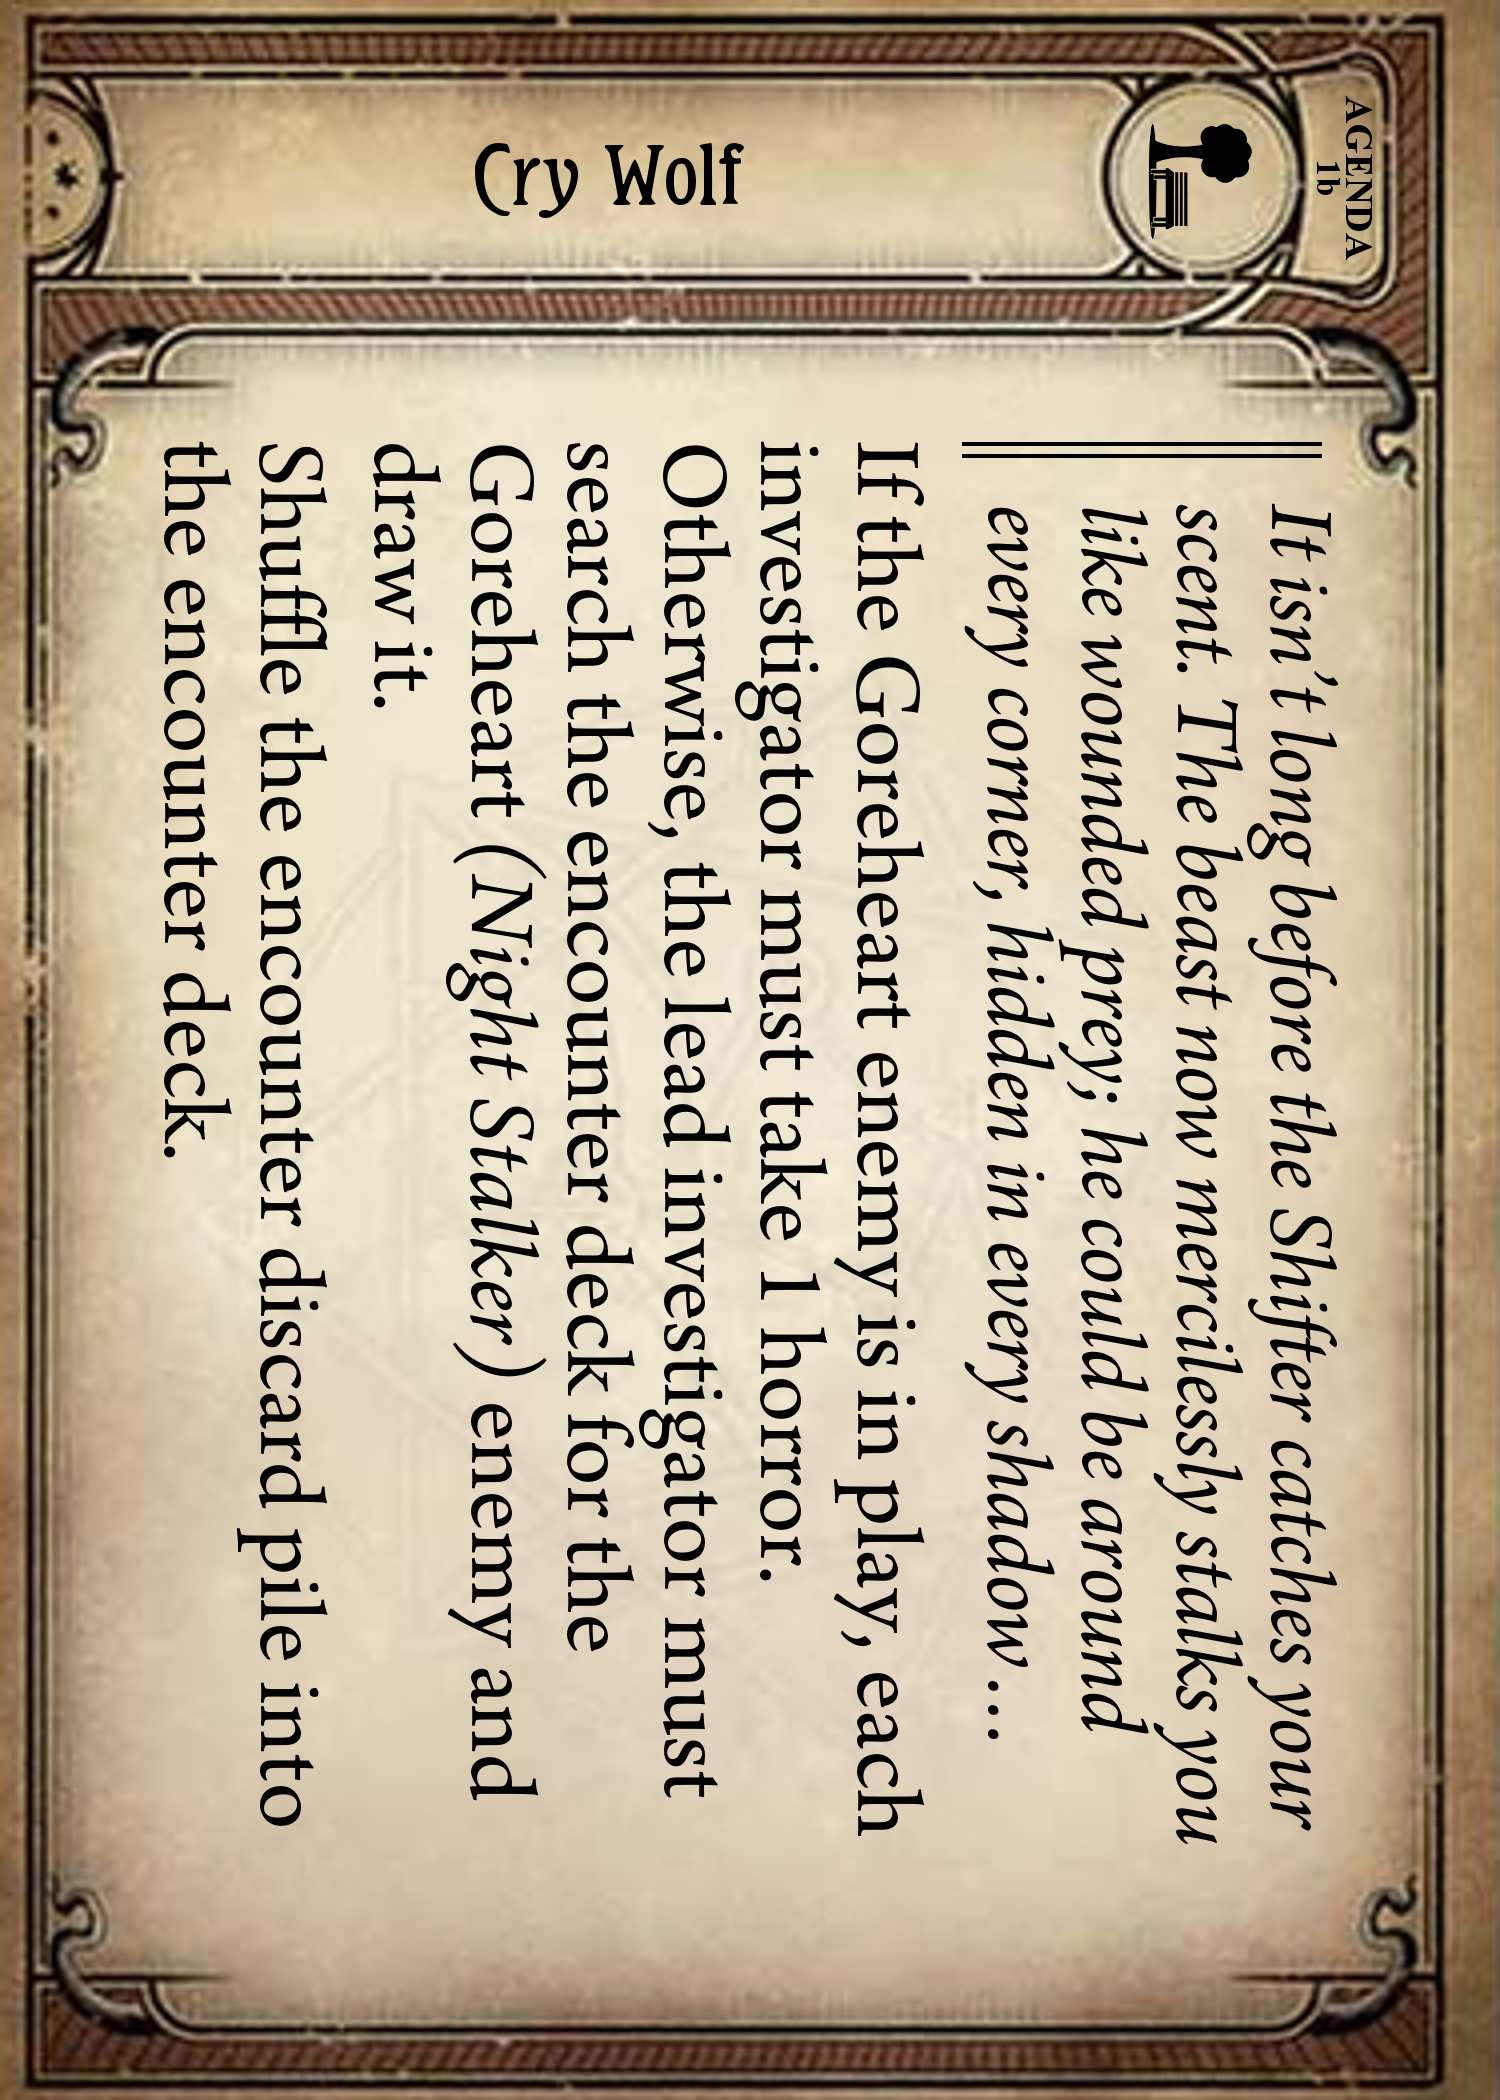 AGENDA
1b
Cry Wolf
It isn't long before the Shifter catches your
scent. The beast now mercilessly stalks you
like wounded prey; he could be around
every corner, hidden in every shadow...
If the Goreheart enemy is in play, each
investigator must take 1 horror.
Otherwise, the lead investigator must
search the encounter deck for the
Goreheart (Night Stalker) enemy and
draw it.
Shuffle the encounter discard pile into
the encounter deck.